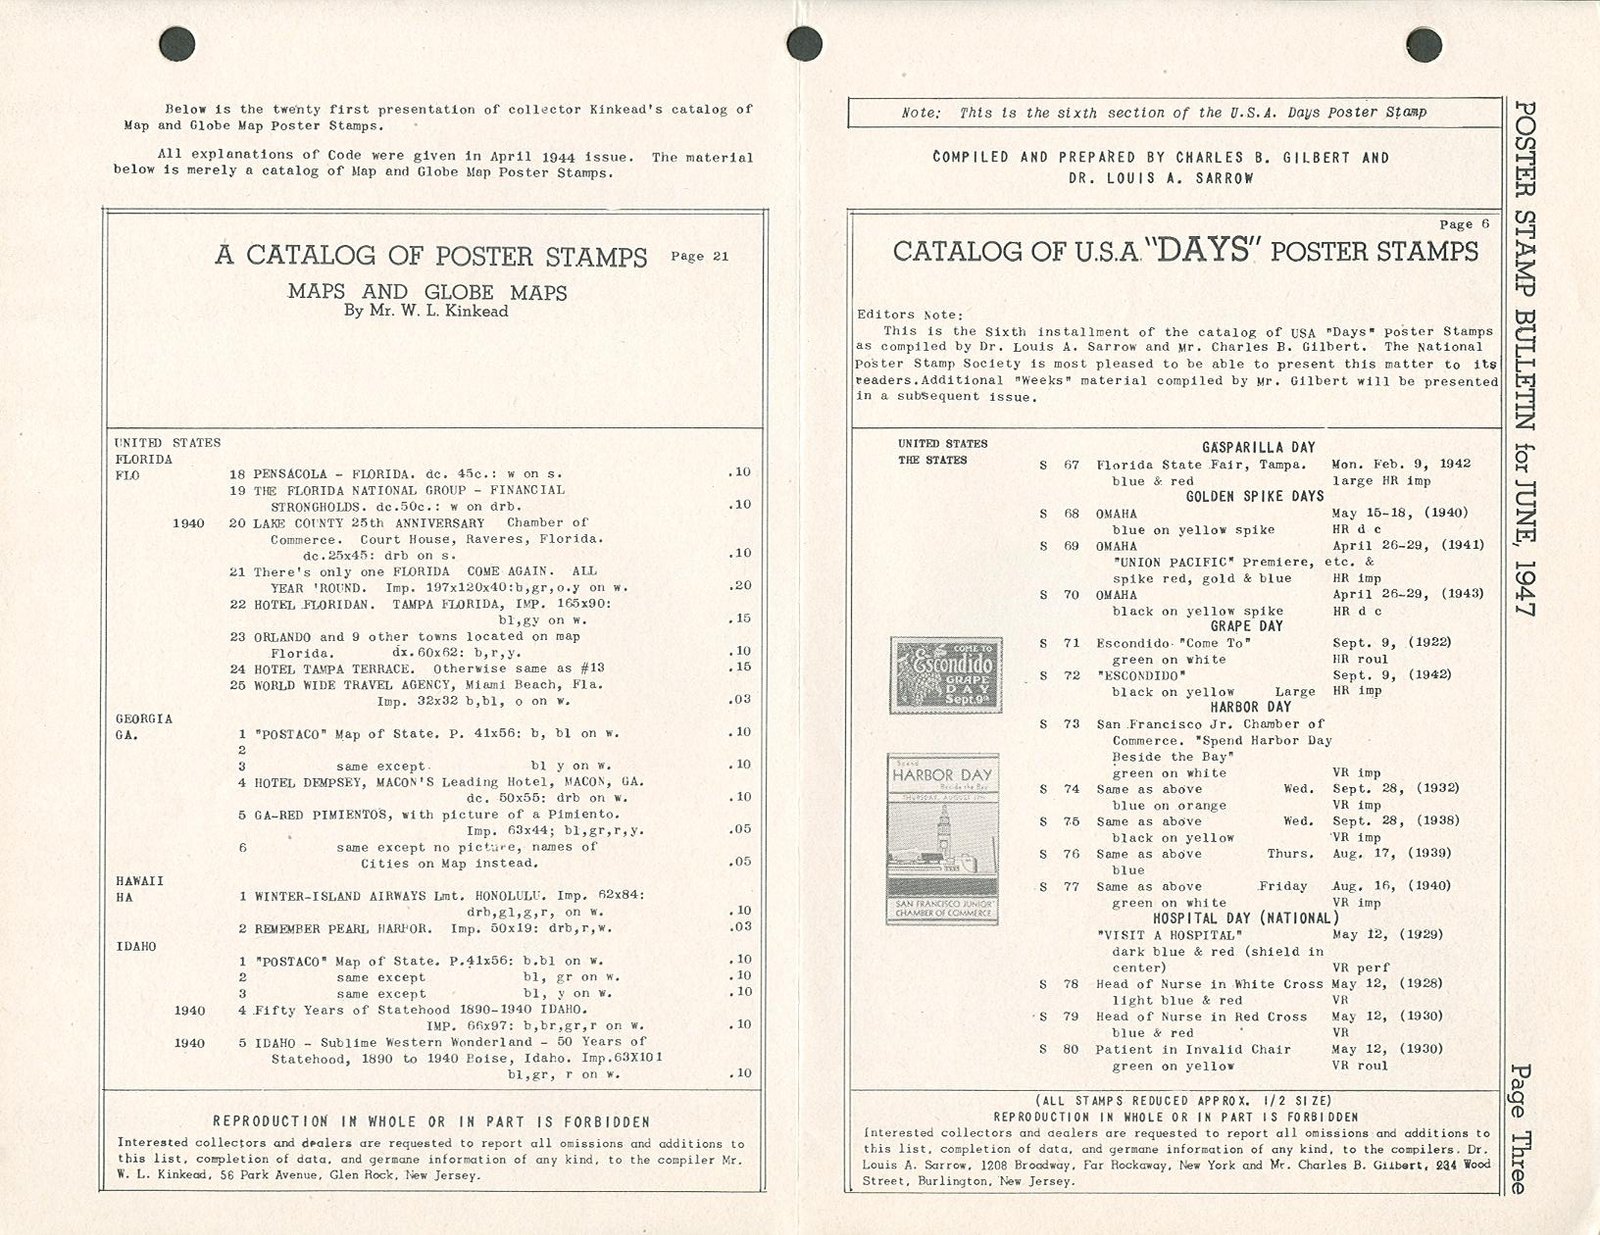 Below is the twenty first presentation of collector Kinkead's catalog of
Map and Globe Map Poster Stamps.
All explanations of Code were given in April 1944 issue. The material
below is merely a catalog of Map and Globe Map Poster Stamps.
A CATALOG OF POSTER STAMPS Page 21
MAPS AND GLOBE MAPS
By Mr. W. L. Kinkead
UNITED STATES
FLORIDA
FLO 18 PENSACOLA - FLORIDA. dc. 45c.: w on s. .10
19 THE FLORIDA NATIONAL GROUP - FINANCIAL
STRONGHOLDS. dc.50c.: w on drb. .10
1940 20 LAKE COUNTY 25th ANNIVERSARY Chamber of
Commerce. Court House, Raveres, Florida.
dc.25x45: drb on s. .10
21 There's only one FLORIDA COME AGAIN. ALL
YEAR 'ROUND. Imp. 197x120x40:b,gr,o.y on w. .20
22 HOTEL FLORIDAN. TAMPA FLORIDA, IMP. 165x90:
bl,gy on w. .15
23 ORLANDO and 9 other towns located on map
Florida. dx.60x62: b,r,y. .10
24 HOTEL TAMPA TERRACE. Otherwise same as #13 .15
25 WORLD WIDE TRAVEL AGENCY, Miami Beach, Fla.
Imp. 32x32 b,bl, o on w. .03
GEORGIA
GA. 1 "POSTACO" Map of State. P. 41x56: b, bl on w. .10
2
3 same except bl y on w. .10
4 HOTEL DEMPSEY, MACON'S Leading Hotel, MACON, GA.
dc. 50x55: drb on w. .10
5 GA-RED PIMIENTOS, with picture of a Pimiento.
Imp. 63x44; bl,gr,r,y. .05
6 same except no picture, names of
Cities on Map instead. .05
HAWAII
HA 1 WINTER-ISLAND AIRWAYS Lmt. HONOLULU. Imp. 62x84:
drb,gl,g,r, on w. .10
2 REMEMBER PEARL HARBOR. Imp. 50x19: drb,r,w. .03
IDAHO
1 "POSTACO" Map of State. P.41x56: b.bl on w. .10
2 same except bl, gr on w. .10
3 same except bl, y on w. .10
1940 4 Fifty Years of Statehood 1890-1940 IDAHO.
IMP. 66x97: b,br,gr,r on w. .10
1940 5 IDAHO - Sublime Western Wonderland - 50 Years of
Statehood, 1890 to 1940 Boise, Idaho. Imp.63X101
bl,gr, r on w. .10
REPRODUCTION IN WHOLE OR IN PART IS FORBIDDEN
Interested collectors and dealers are requested to report all omissions and additions to
this list, completion of data, and germane information of any kind, to the compiler Mr.
W. L. Kinkead, 56 Park Avenue, Glen Rock, New Jersey.
Note: This is the sixth section of the U.S.A. Days Poster Stamp
COMPILED AND PREPARED BY CHARLES B. GILBERT AND
DR. LOUIS A. SARROW
Page 6
CATALOG OF U.S.A. "DAYS" POSTER STAMPS
Editors Note:
This is the Sixth installment of the catalog of USA "Days" Poster Stamps
as compiled by Dr. Louis A. Sarrow and Mr. Charles B. Gilbert. The National
Poster Stamp Society is most pleased to be able to present this matter to its
readers.Additional "Weeks" material compiled by Mr. Gilbert will be presented
in a subsequent issue.
UNITED STATES
THE STATES
GASPARILLA DAY
S 67 Florida State Fair, Tampa. Mon. Feb. 9, 1942
blue & red large HR imp
GOLDEN SPIKE DAYS
S 68 OMAHA May 15-18, (1940)
blue on yellow spike HR d c
S 69 OMAHA April 26-29, (1941)
"UNION PACIFIC" Premiere, etc. &
spike red, gold & blue HR imp
S 70 OMAHA April 26-29, (1943)
black on yellow spike HR d c
GRAPE DAY
S 71 Escondido "Come To" Sept. 9, (1922)
green on white HR roul
S 72 "ESCONDIDO" Sept. 9, (1942)
black on yellow Large HR imp
HARBOR DAY
S 73 San Francisco Jr. Chamber of
Commerce. "Spend Harbor Day
Beside the Bay"
green on white VR imp
S 74 Same as above Wed. Sept. 28, (1932)
blue on orange VR imp
S 75 Same as above Wed. Sept. 28, (1938)
black on yellow VR imp
S 76 Same as above Thurs. Aug. 17, (1939)
blue
S 77 Same as above Friday Aug. 16, (1940)
green on white VR imp
HOSPITAL DAY (NATIONAL)
"VISIT A HOSPITAL" May 12, (1929)
dark blue & red (shield in
center) VR perf
S 78 Head of Nurse in White Cross May 12, (1928)
light blue & red VR
S 79 Head of Nurse in Red Cross May 12, (1930)
blue & red VR
S 80 Patient in Invalid Chair May 12, (1930)
green on yellow VR roul
COME TO
Escondido
GRAPE
DAY
Sept. 9th
Spend
HARBOR DAY
Beside the Bay
THURSDAY, AUGUST 17th
SAN FRANCISCO JUNIOR
CHAMBER OF COMMERCE
(ALL STAMPS REDUCED APPROX. 1/2 SIZE)
REPRODUCTION IN WHOLE OR IN PART IS FORBIDDEN
Interested collectors and dealers are requested to report all omissions and additions to
this list, completion of data, and germane information of any kind, to the compilers. Dr.
Louis A. Sarrow, 1208 Broadway, Far Rockaway, New York and Mr. Charles B. Gilbert, 234 Wood
Street, Burlington, New Jersey.
POSTER STAMP BULLETIN for JUNE, 1947
Page Three